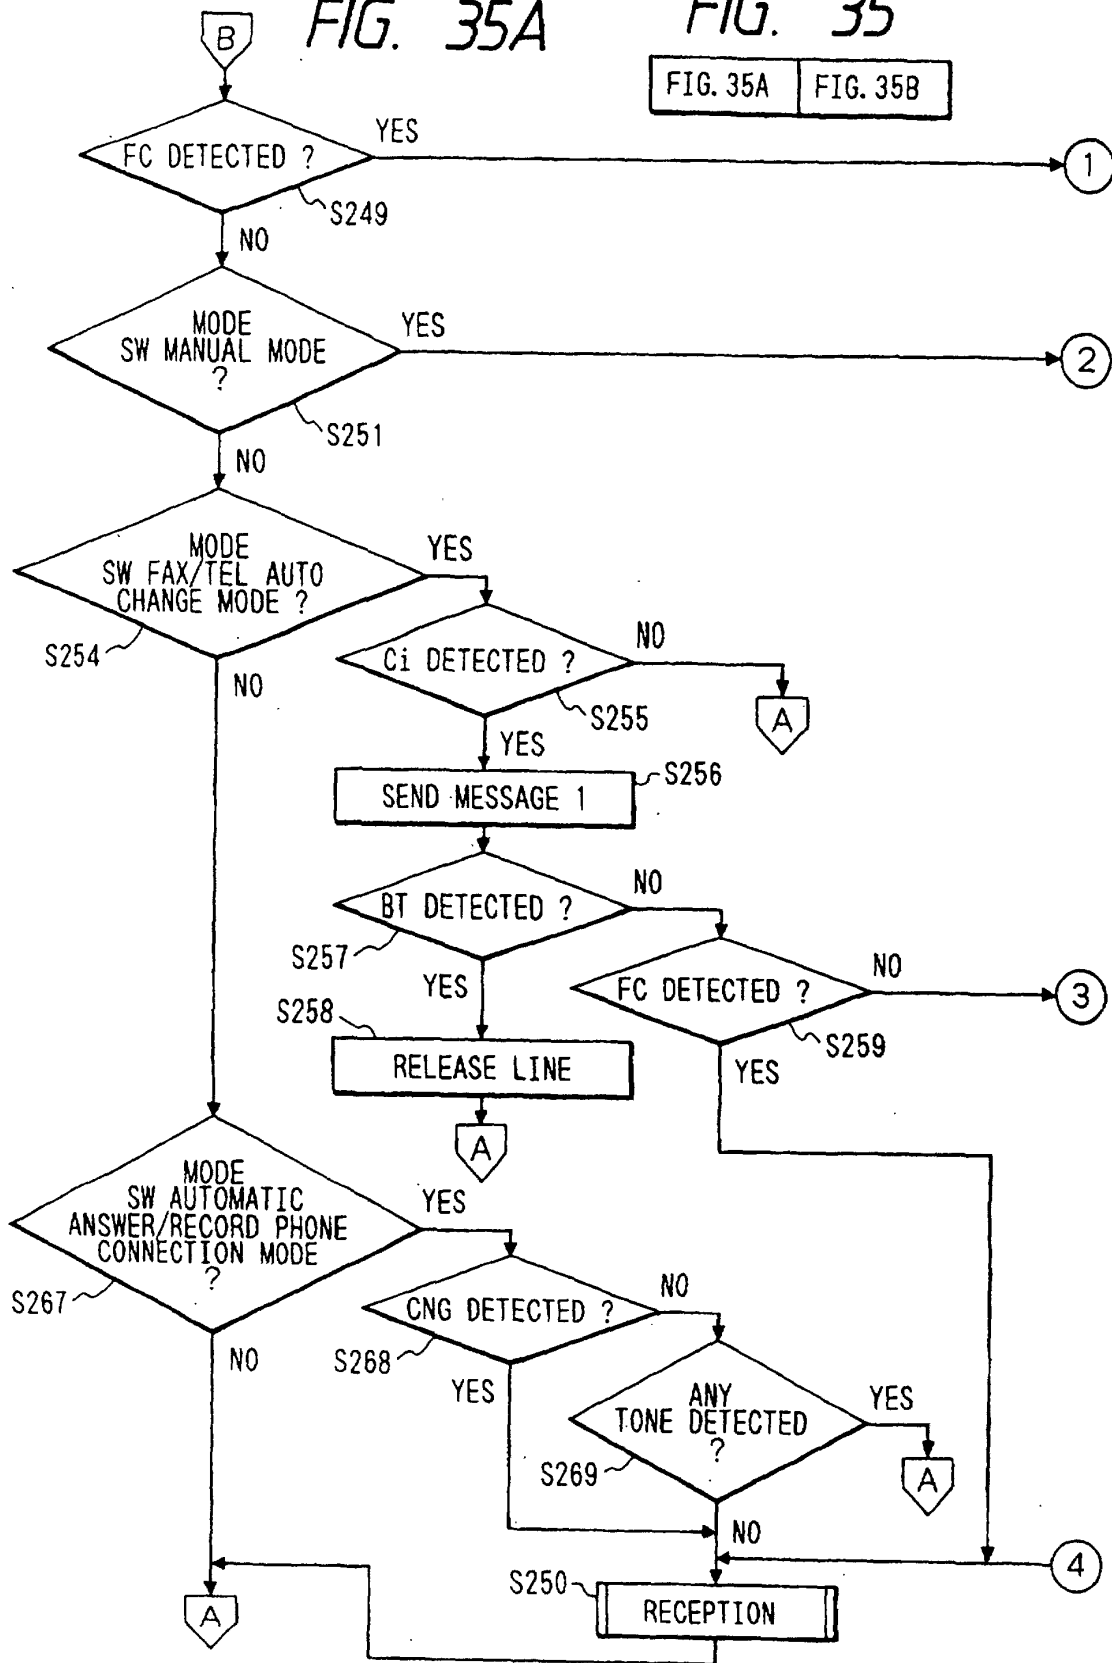 FIG. 35A
FIG. 35
FIG. 35A FIG. 35B
B
FC DETECTED ?
YES
1
S249
NO
MODE
SW MANUAL MODE
?
YES
2
S251
NO
MODE
SW FAX/TEL AUTO
CHANGE MODE ?
YES
S254
NO
Ci DETECTED ?
NO
A
S255
YES
SEND MESSAGE 1
S256
BT DETECTED ?
NO
S257
YES
FC DETECTED ?
NO
3
S259
YES
S258
RELEASE LINE
A
MODE
SW AUTOMATIC
ANSWER/RECORD PHONE
CONNECTION MODE
?
YES
S267
NO
CNG DETECTED ?
NO
S268
YES
ANY
TONE DETECTED
?
YES
A
S269
NO
4
S250
RECEPTION
A